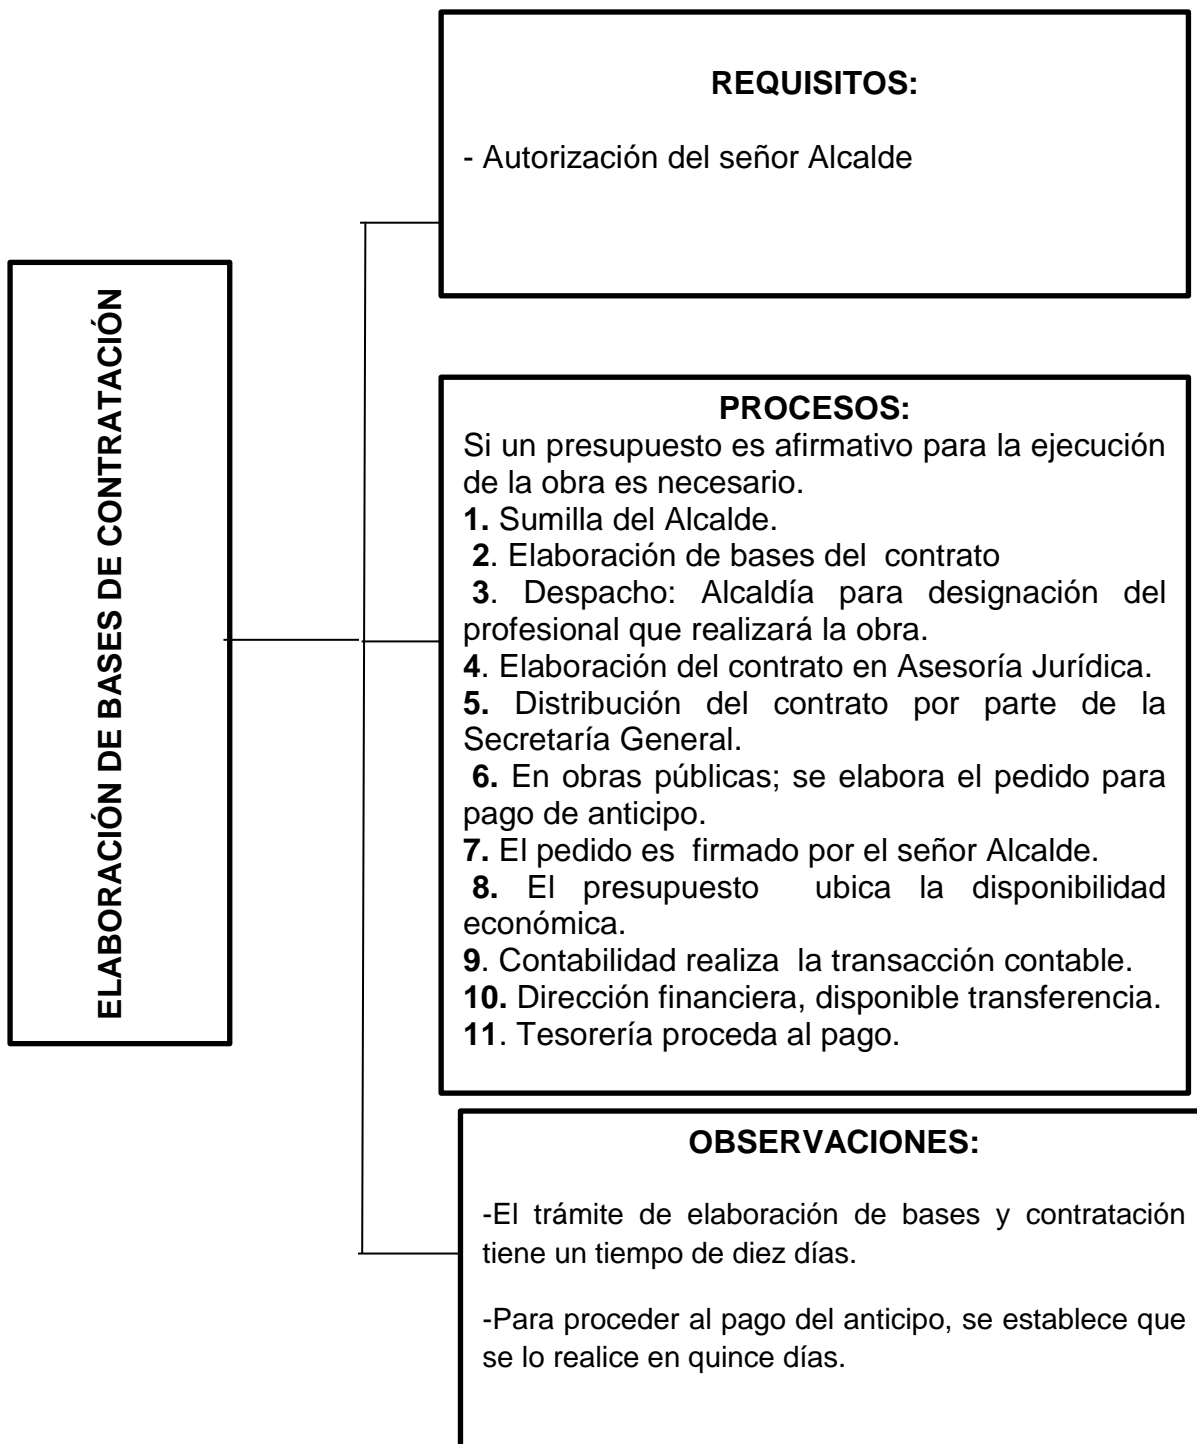 ELABORACIÓN DE BASES DE CONTRATACIÓN
REQUISITOS:
- Autorización del señor Alcalde
PROCESOS:
Si un presupuesto es afirmativo para la ejecución
de la obra es necesario.
1. Sumilla del Alcalde.
2. Elaboración de bases del contrato
3. Despacho: Alcaldía para designación del
profesional que realizará la obra.
4. Elaboración del contrato en Asesoría Jurídica.
5. Distribución del contrato por parte de la
Secretaría General.
6. En obras públicas; se elabora el pedido para
pago de anticipo.
7. El pedido es firmado por el señor Alcalde.
8. El presupuesto ubica la disponibilidad
económica.
9. Contabilidad realiza la transacción contable.
10. Dirección financiera, disponible transferencia.
11. Tesorería proceda al pago.
OBSERVACIONES:
-El trámite de elaboración de bases y contratación
tiene un tiempo de diez días.
-Para proceder al pago del anticipo, se establece que
se lo realice en quince días.